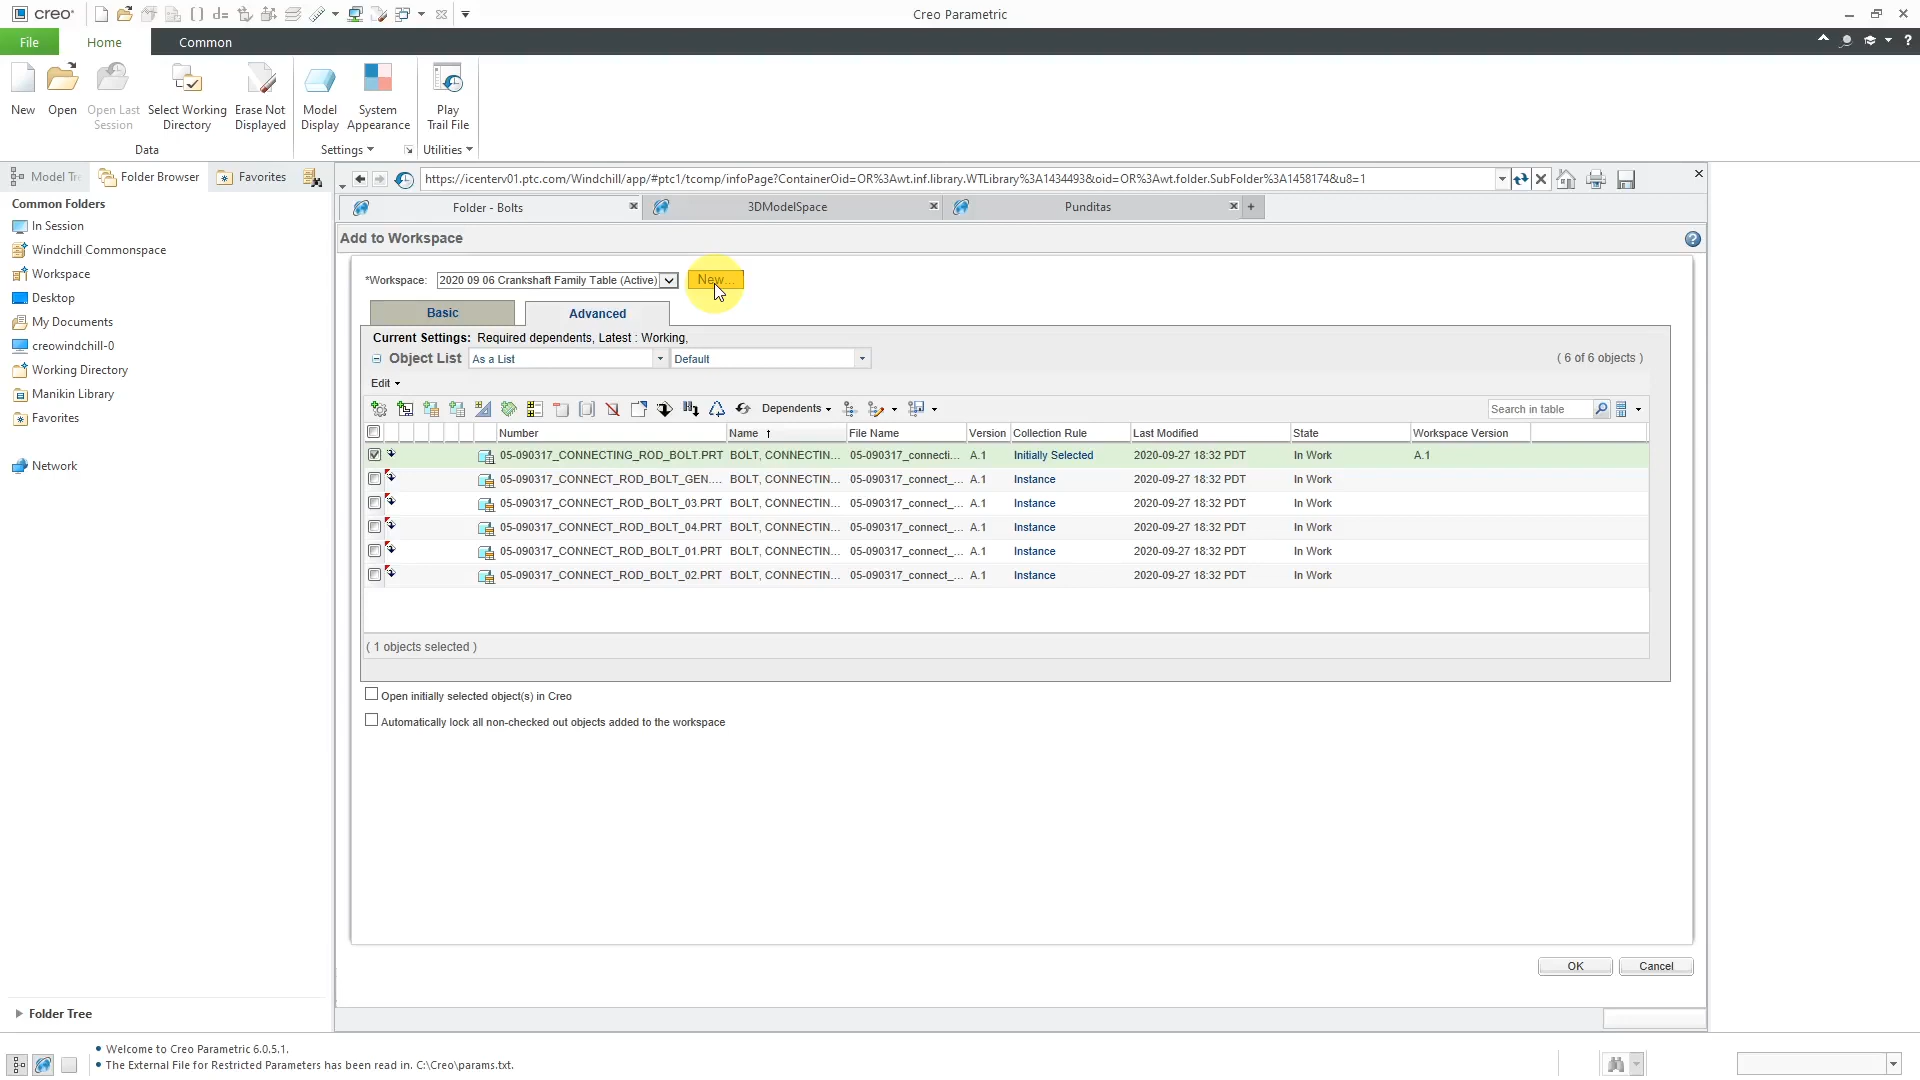 creo®
Creo Parametric
File
Home
Common
New
Open
Open Last Session
Select Working Directory
Erase Not Displayed
Model Display
System Appearance
Play Trail File
Data
Settings
Utilities
Model Tr
Folder Browser
Favorites
https://icenterv01.ptc.com/Windchill/app/#ptc1/tcomp/infoPage?ContainerOid=OR%3Awt.inf.library.WTLibrary%3A1434493&oid=OR%3Awt.folder.SubFolder%3A1458174&u8=1
Folder - Bolts
3DModelSpace
Punditas
Common Folders
In Session
Windchill Commonspace
Workspace
Desktop
My Documents
creowindchill-0
Working Directory
Manikin Library
Favorites
Network
Folder Tree
Add to Workspace
*Workspace: 2020 09 06 Crankshaft Family Table (Active) New...
Basic
Advanced
Current Settings: Required dependents, Latest : Working,
Object List As a List Default ( 6 of 6 objects )
Edit
Dependents
Search in table
Number Name File Name Version Collection Rule Last Modified State Workspace Version
05-090317_CONNECTING_ROD_BOLT.PRT BOLT, CONNECTIN... 05-090317_connecti... A.1 Initially Selected 2020-09-27 18:32 PDT In Work A.1
05-090317_CONNECT_ROD_BOLT_GEN.... BOLT, CONNECTIN... 05-090317_connect_... A.1 Instance 2020-09-27 18:32 PDT In Work
05-090317_CONNECT_ROD_BOLT_03.PRT BOLT, CONNECTIN... 05-090317_connect_... A.1 Instance 2020-09-27 18:32 PDT In Work
05-090317_CONNECT_ROD_BOLT_04.PRT BOLT, CONNECTIN... 05-090317_connect_... A.1 Instance 2020-09-27 18:32 PDT In Work
05-090317_CONNECT_ROD_BOLT_01.PRT BOLT, CONNECTIN... 05-090317_connect_... A.1 Instance 2020-09-27 18:32 PDT In Work
05-090317_CONNECT_ROD_BOLT_02.PRT BOLT, CONNECTIN... 05-090317_connect_... A.1 Instance 2020-09-27 18:32 PDT In Work
( 1 objects selected )
Open initially selected object(s) in Creo
Automatically lock all non-checked out objects added to the workspace
OK
Cancel
• Welcome to Creo Parametric 6.0.5.1.
• The External File for Restricted Parameters has been read in. C:\Creo\params.txt.